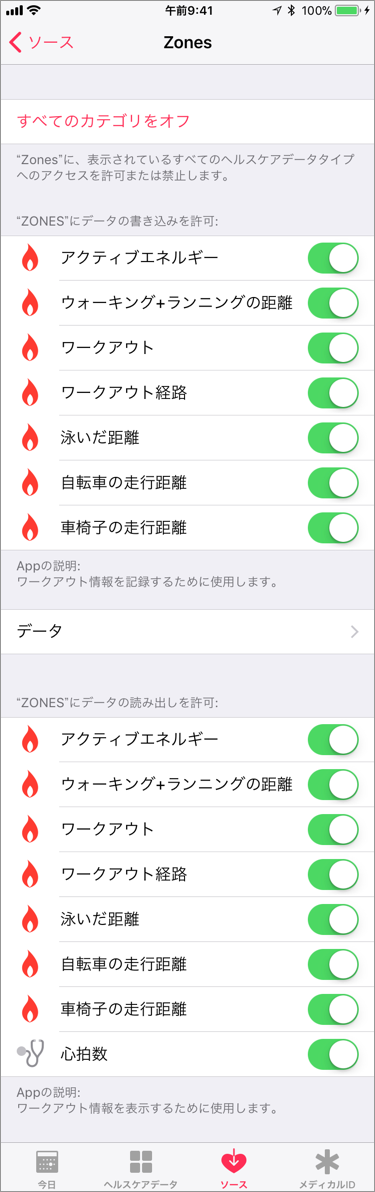 午前9:41
100%
ソース
Zones
すべてのカテゴリをオフ
“Zones”に、表示されているすべてのヘルスケアデータタイプ
へのアクセスを許可または禁止します。
“ZONES”にデータの書き込みを許可:
アクティブエネルギー
ウォーキング+ランニングの距離
ワークアウト
ワークアウト経路
泳いだ距離
自転車の走行距離
車椅子の走行距離
Appの説明:
ワークアウト情報を記録するために使用します。
データ
“ZONES”にデータの読み出しを許可:
アクティブエネルギー
ウォーキング+ランニングの距離
ワークアウト
ワークアウト経路
泳いだ距離
自転車の走行距離
車椅子の走行距離
心拍数
Appの説明:
ワークアウト情報を表示するために使用します。
今日
ヘルスケアデータ
ソース
メディカルID